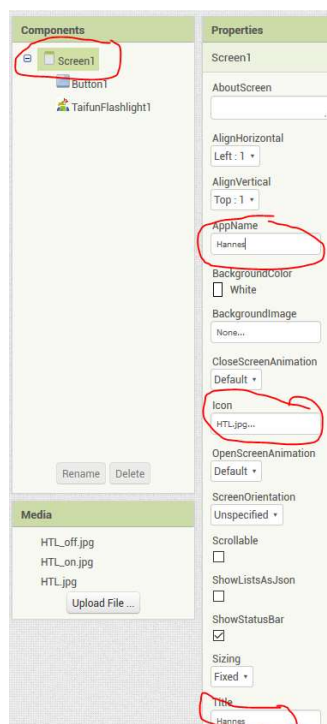 Components
Screen1
Button1
TaifunFlashlight1
Rename Delete
Media
HTL_off.jpg
HTL_on.jpg
HTL.jpg
Upload File ...
Properties
Screen1
AboutScreen
AlignHorizontal
Left : 1
AlignVertical
Top : 1
AppName
Hannes
BackgroundColor
White
BackgroundImage
None...
CloseScreenAnimation
Default
Icon
HTL.jpg...
OpenScreenAnimation
Default
ScreenOrientation
Unspecified
Scrollable
ShowListsAsJson
ShowStatusBar
Sizing
Fixed
Title
Hannes